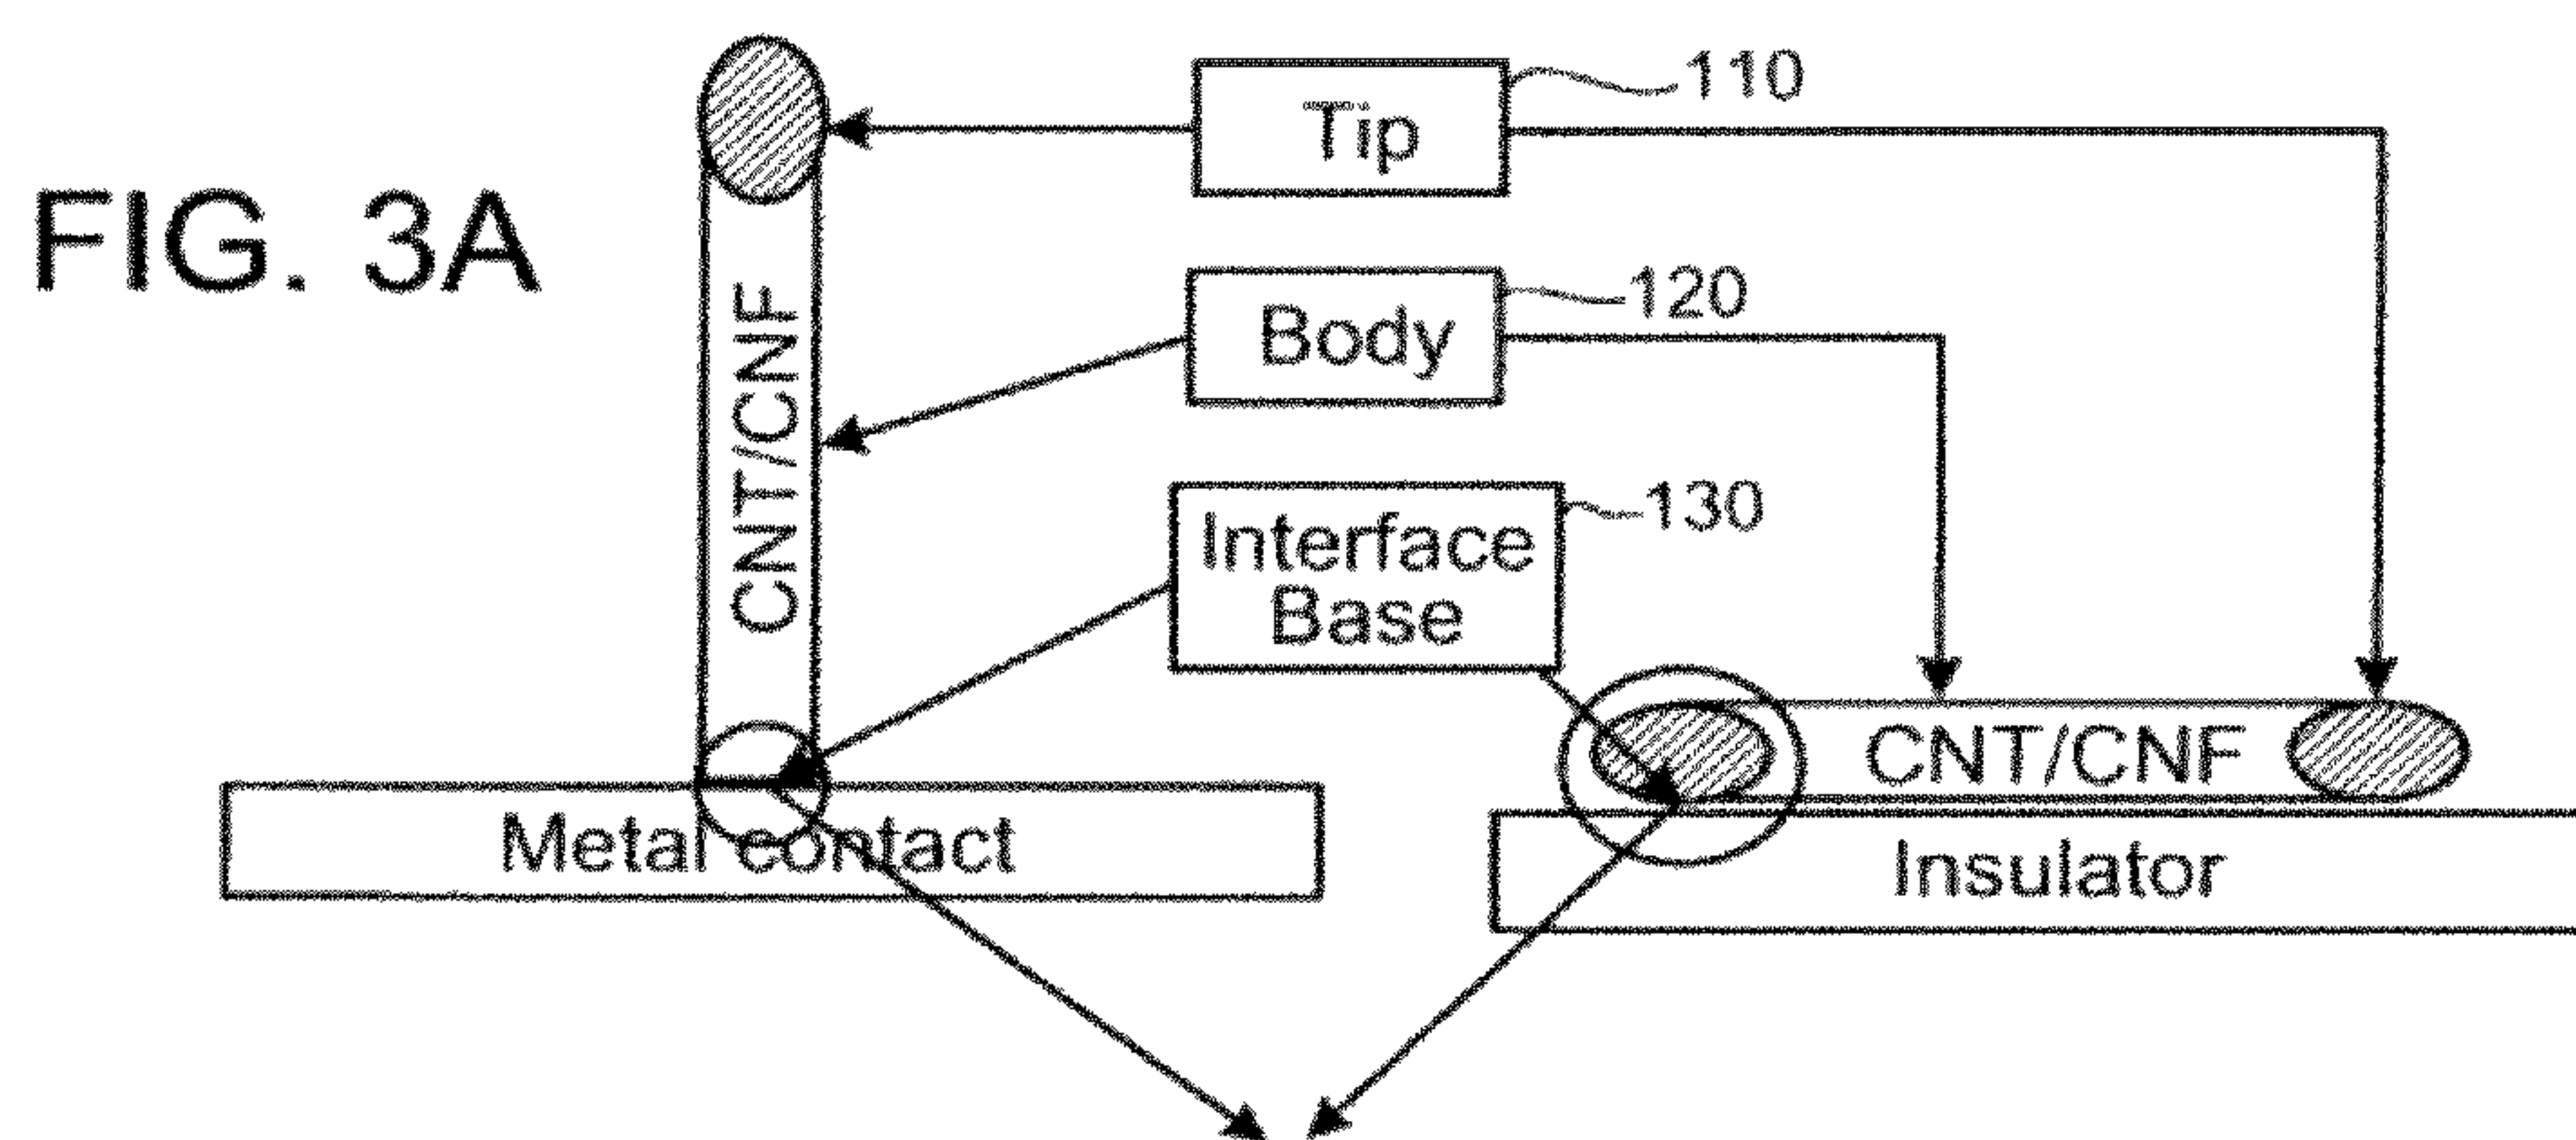 110
Tip
FIG. 3A
120
Body
CNT/CNF
130
Interface
Base
CNT/CNF
Metal contact
Insulator